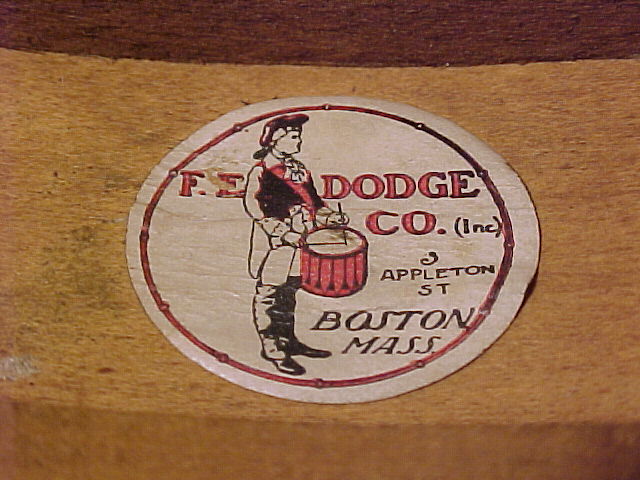 F. E. DODGE
CO. (Inc)
3
APPLETON
ST
BOSTON
MASS.